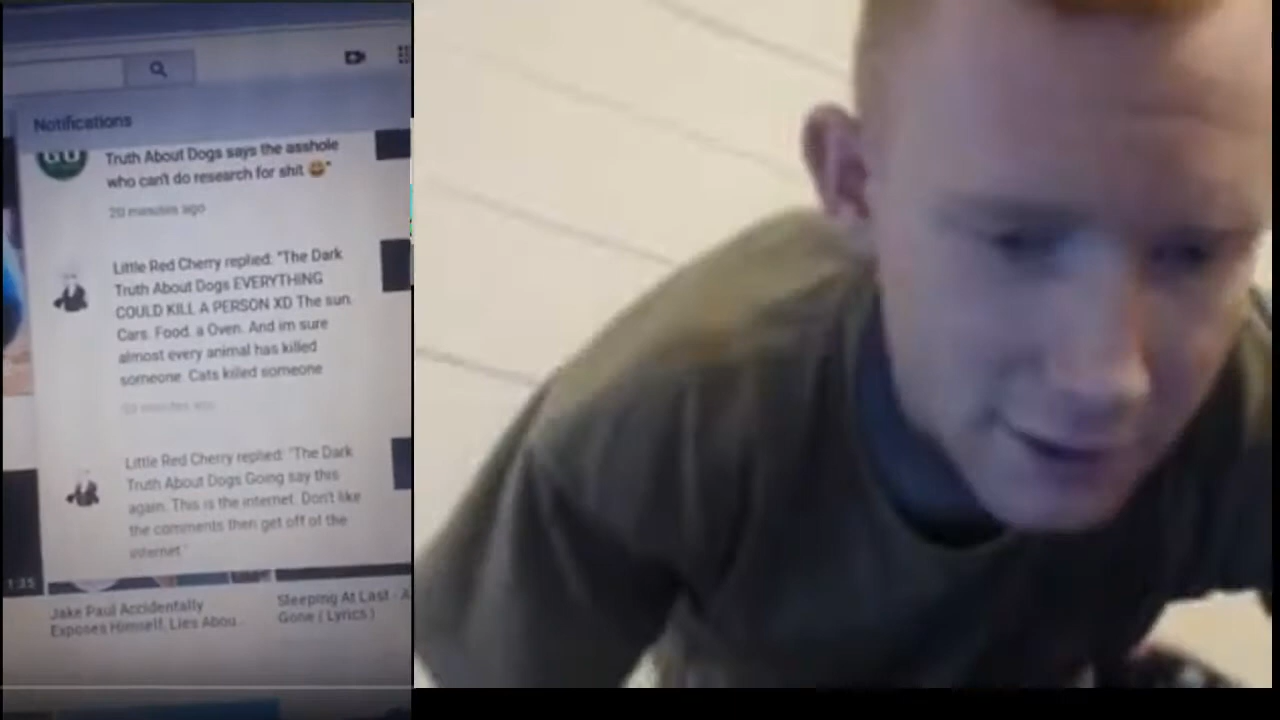 Notifications
Truth About Dogs says the asshole
who can't do research for shit 😄"
20 minutes ago
Little Red Cherry replied: "The Dark
Truth About Dogs EVERYTHING
COULD KILL A PERSON XD The sun.
Cars. Food. a Oven. And im sure
almost every animal has killed
someone. Cats killed someone
minutes ago
Little Red Cherry replied: "The Dark
Truth About Dogs Going say this
again. This is the internet. Don't like
the comments then get off of the
internet."
1:35
Jake Paul Accidentally
Exposes Himself, Lies Abou...
Sleeping At Last - A
Gone ( Lyrics )